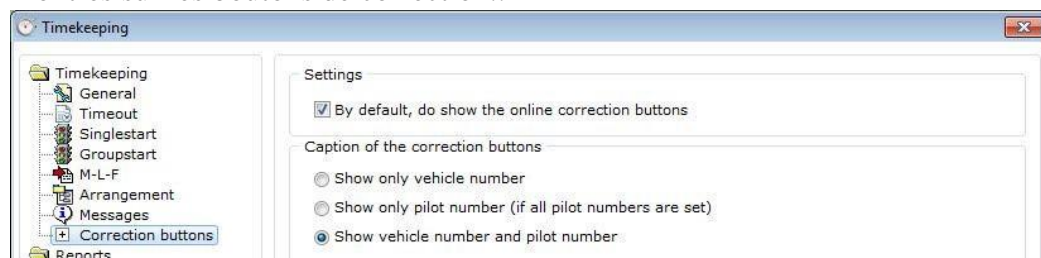 Timekeeping
Timekeeping
General
Timeout
Singlestart
Groupstart
M-L-F
Arrangement
Messages
Correction buttons
Reports
Settings
By default, do show the online correction buttons
Caption of the correction buttons
Show only vehicle number
Show only pilot number (if all pilot numbers are set)
Show vehicle number and pilot number